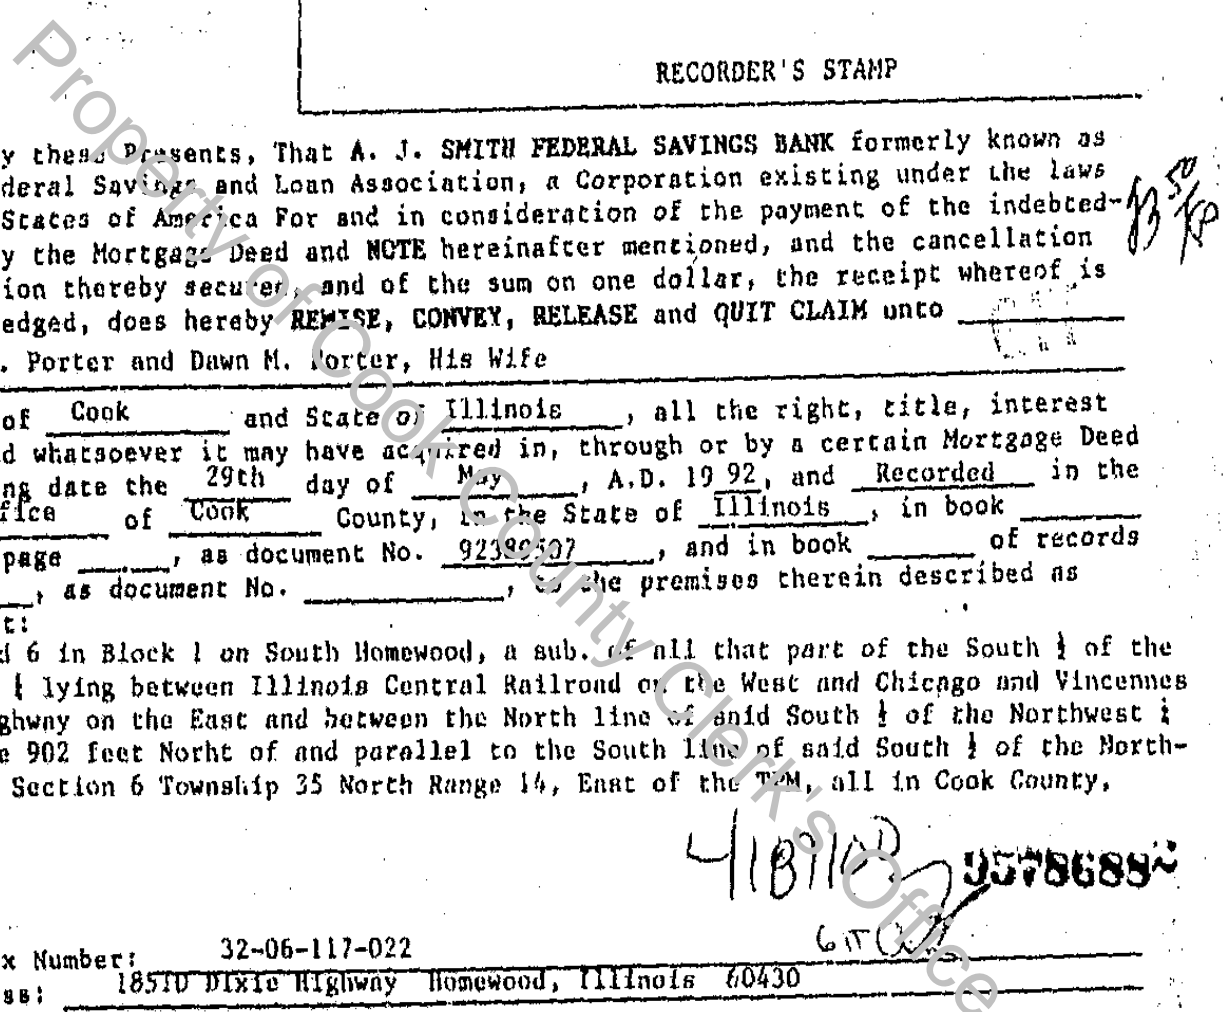 RECORDER'S STAMP
y these Presents, That A. J. SMITH FEDERAL SAVINGS BANK formerly known as
deral Savings and Loan Association, a Corporation existing under the laws
States of America For and in consideration of the payment of the indebted-
y the Mortgage Deed and NOTE hereinafter mentioned, and the cancellation
ion thereby secured, and of the sum on one dollar, the receipt whereof is
edged, does hereby REMISE, CONVEY, RELEASE and QUIT CLAIM unto
. Porter and Dawn M. Porter, His Wife
of Cook and State of Illinois, all the right, title, interest
d whatsoever it may have acquired in, through or by a certain Mortgage Deed
ng date the 29th day of May, A.D. 19 92, and Recorded in the
fice of Cook County, in the State of Illinois, in book
page, as document No., and in book of records
, as document No., to the premises therein described as
t:
d 6 in Block 1 on South Homewood, a sub. of all that part of the South ½ of the
¼ lying between Illinois Central Railroad on the West and Chicago and Vincennes
ghway on the East and between the North line of said South ½ of the Northwest ¼
e 902 feet Norht of and parallel to the South line of said South ½ of the North-
Section 6 Township 35 North Range 14, East of the TPM, all in Cook County,
9578688
x Number: 32-06-117-022
ss: 18510 Dixie Highway Homewood, Illinois 60430
Property of Cook County Clerk's Office